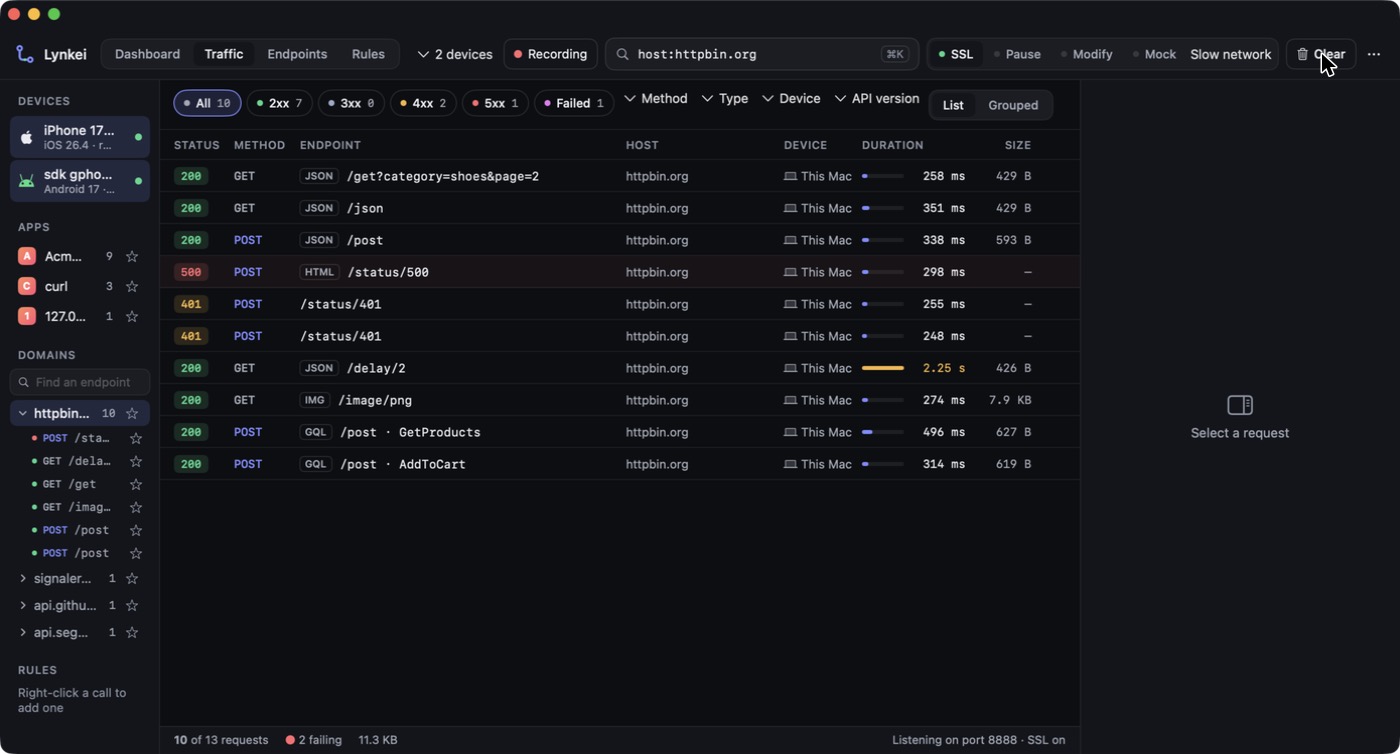 Lynkei Dashboard Traffic Endpoints Rules 2 devices Recording host:httpbin.org ⌘K SSL Pause Modify Mock Slow network Clear ···
DEVICES
iPhone 17...
iOS 26.4 · r...
sdk gpho...
Android 17 ·...
APPS
A Acm... 9
C curl 3
1 127.0... 1
DOMAINS
Find an endpoint
httpbin... 10
POST /sta...
GET /dela...
GET /get
GET /imag...
POST /post
POST /post
signaler... 1
api.githu... 1
api.seg... 1
RULES
Right-click a call to
add one
All 10 2xx 7 3xx 0 4xx 2 5xx 1 Failed 1 Method Type Device API version List Grouped
STATUS METHOD ENDPOINT HOST DEVICE DURATION SIZE
200 GET JSON /get?category=shoes&page=2 httpbin.org This Mac 258 ms 429 B
200 GET JSON /json httpbin.org This Mac 351 ms 429 B
200 POST JSON /post httpbin.org This Mac 338 ms 593 B
500 POST HTML /status/500 httpbin.org This Mac 298 ms —
401 POST /status/401 httpbin.org This Mac 255 ms —
401 POST /status/401 httpbin.org This Mac 248 ms —
200 GET JSON /delay/2 httpbin.org This Mac 2.25 s 426 B
200 GET IMG /image/png httpbin.org This Mac 274 ms 7.9 KB
200 POST GQL /post · GetProducts httpbin.org This Mac 496 ms 627 B
200 POST GQL /post · AddToCart httpbin.org This Mac 314 ms 619 B
10 of 13 requests 2 failing 11.3 KB Listening on port 8888 · SSL on
Select a request